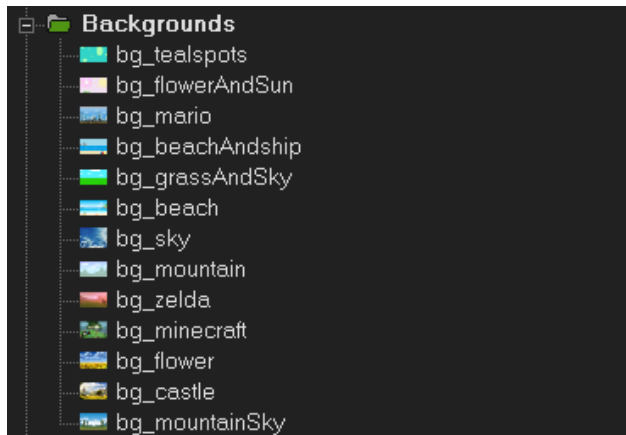 Backgrounds
bg_tealspots
bg_flowerAndSun
bg_mario
bg_beachAndship
bg_grassAndSky
bg_beach
bg_sky
bg_mountain
bg_zelda
bg_minecraft
bg_flower
bg_castle
bg_mountainSky